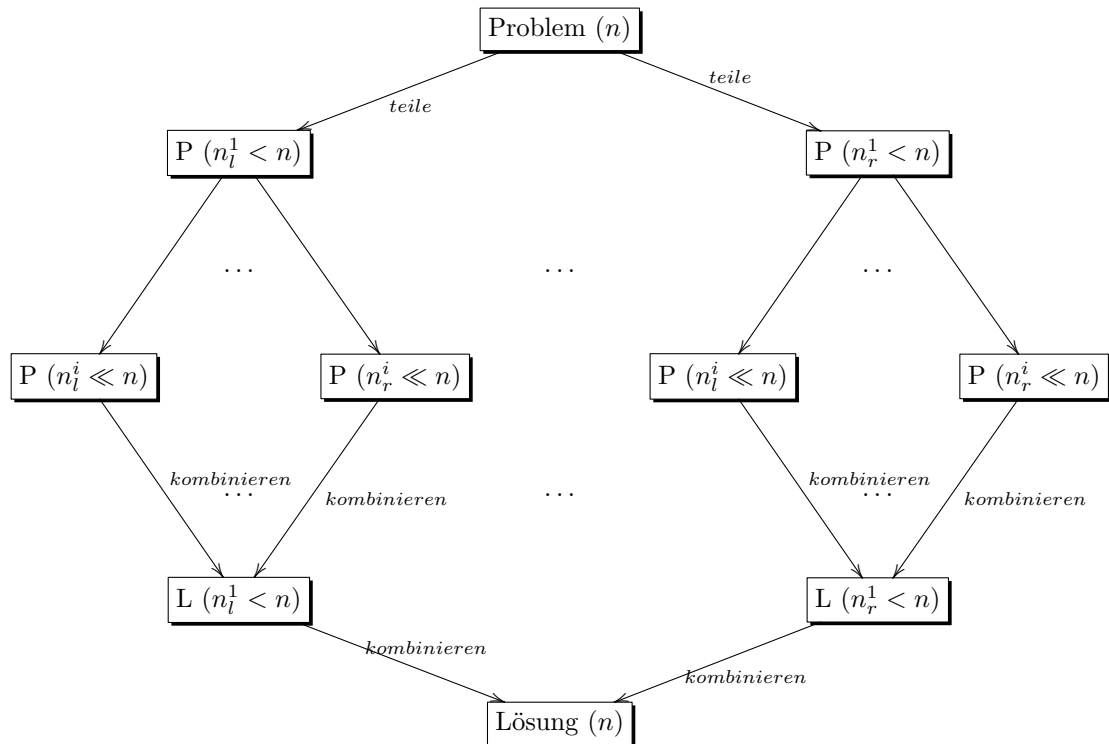 Problem (n)
teile teile
P (n_l^1 < n) P (n_r^1 < n)
... ... ...
P (n_l^i ≪ n) P (n_r^i ≪ n) P (n_l^i ≪ n) P (n_r^i ≪ n)
kombinieren kombinieren
... kombinieren ... ... kombinieren
L (n_l^1 < n) L (n_r^1 < n)
kombinieren kombinieren
Lösung (n)